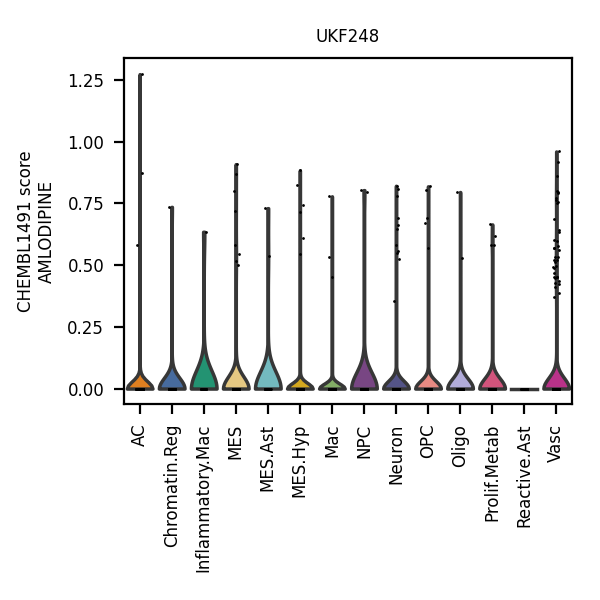 UKF248
CHEMBL1491 score
AMLODIPINE
1.25
1.00
0.75
0.50
0.25
0.00
AC
Chromatin.Reg
Inflammatory.Mac
MES
MES.Ast
MES.Hyp
Mac
NPC
Neuron
OPC
Oligo
Prolif.Metab
Reactive.Ast
Vasc